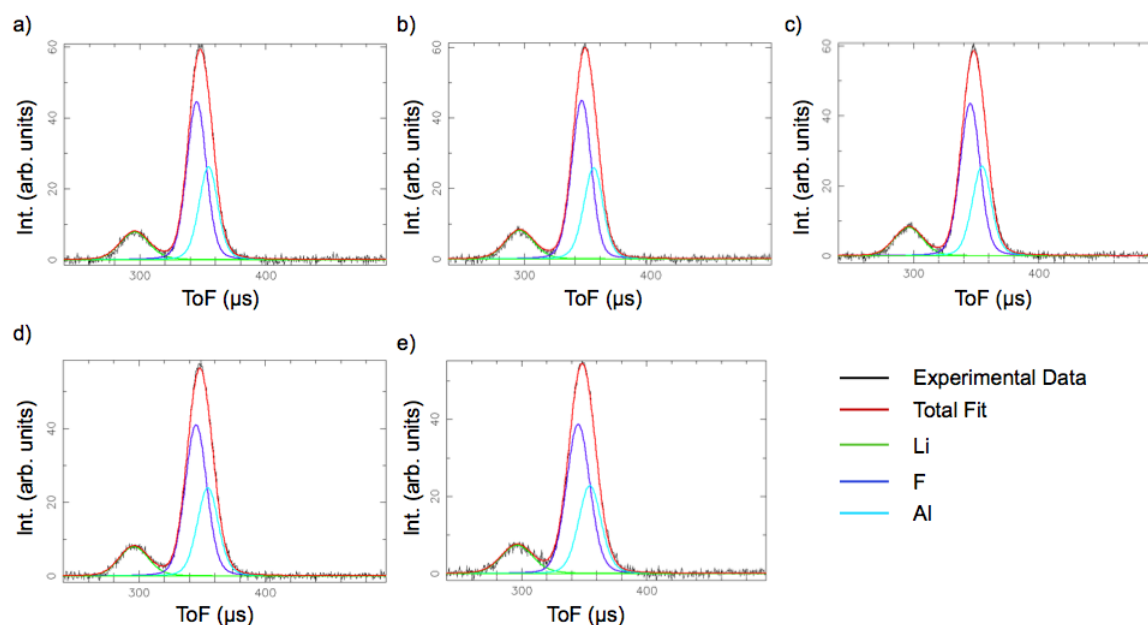 a)
60
40
20
0
Int. (arb. units)
300
400
ToF (µs)
b)
60
40
20
0
Int. (arb. units)
300
400
ToF (µs)
c)
60
40
20
0
Int. (arb. units)
300
400
ToF (µs)
d)
40
20
0
Int. (arb. units)
300
400
ToF (µs)
e)
40
20
0
Int. (arb. units)
300
400
ToF (µs)
Experimental Data
Total Fit
Li
F
Al